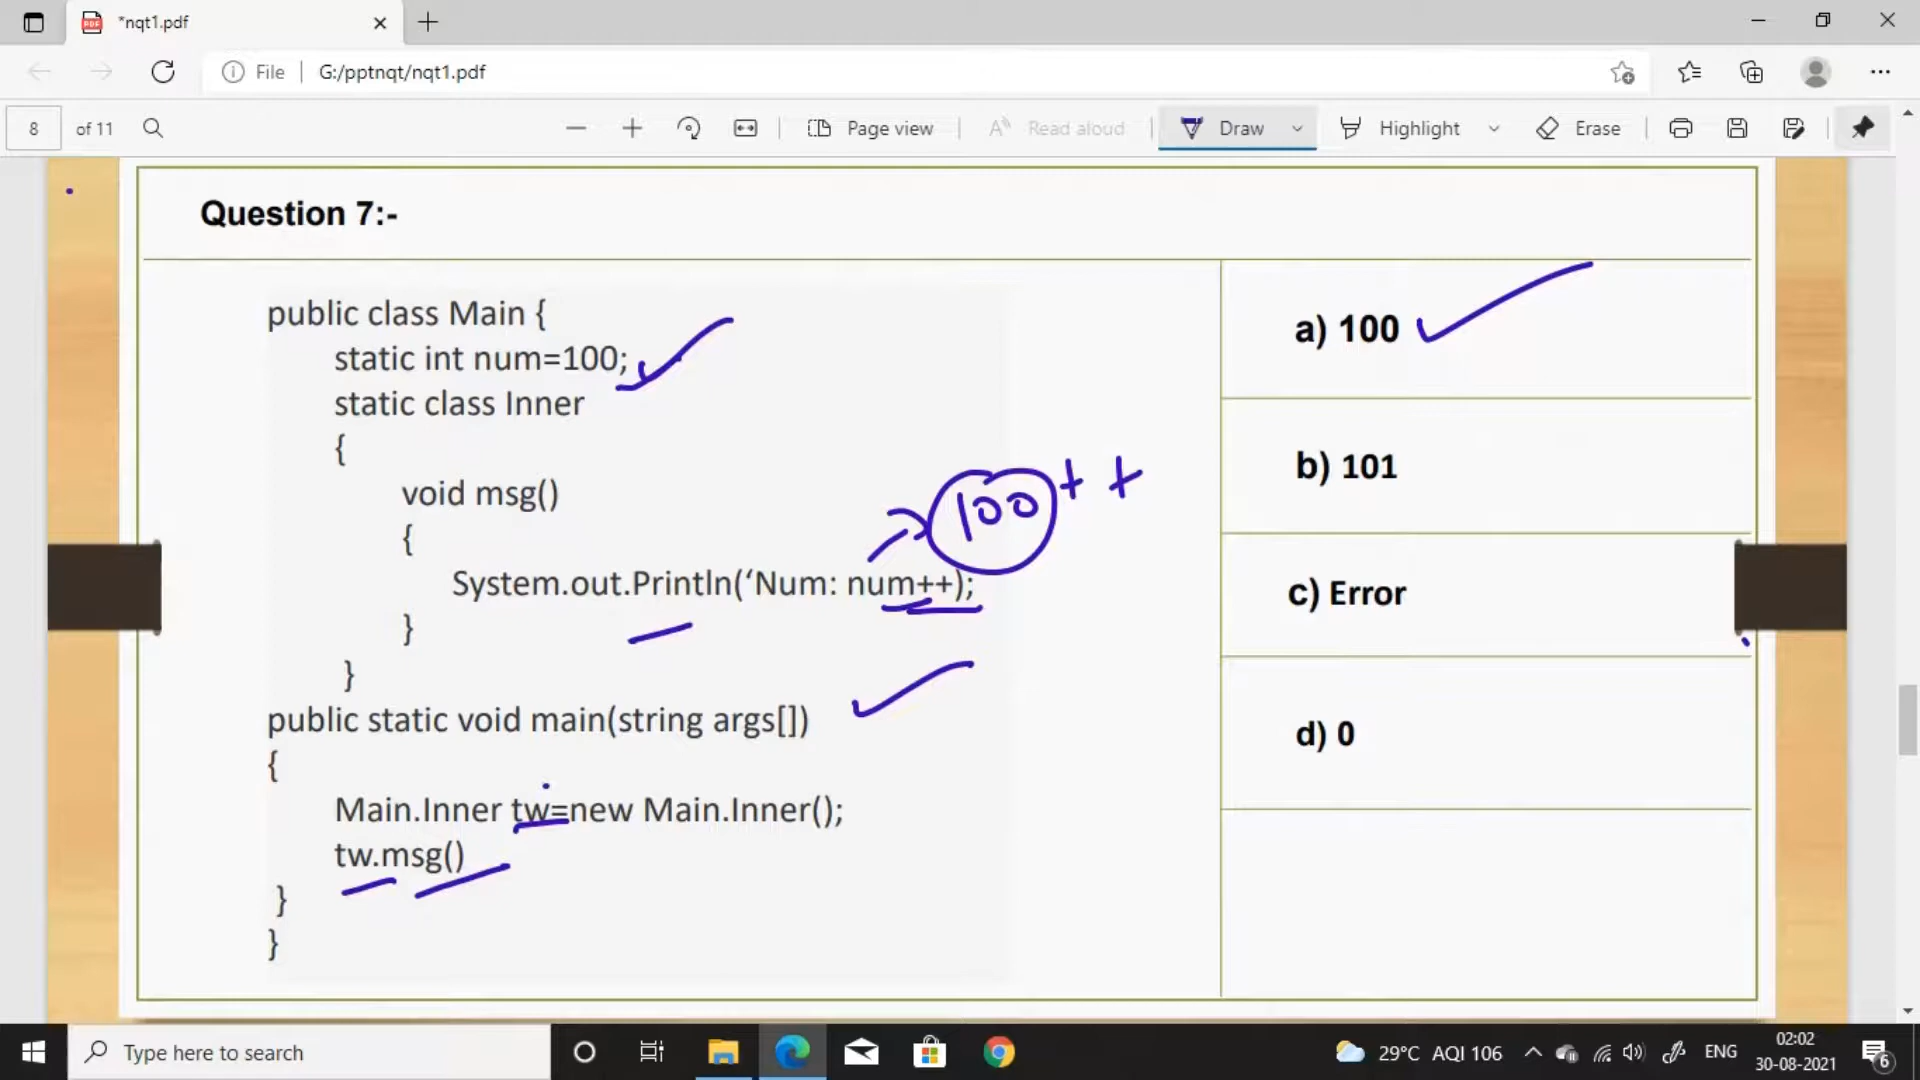 *nqt1.pdf
File
G:/pptnqt/nqt1.pdf
8 of 11
Page view
Read aloud
Draw
Highlight
Erase
Question 7:-
public class Main {
static int num=100;
static class Inner
{
void msg()
{
System.out.Println(‘Num: num++);
}
}
public static void main(string args[])
{
Main.Inner tw=new Main.Inner();
tw.msg()
}
}
100++
a) 100
b) 101
c) Error
d) 0
Type here to search
29°C AQI 106
ENG
02:02
30-08-2021
6